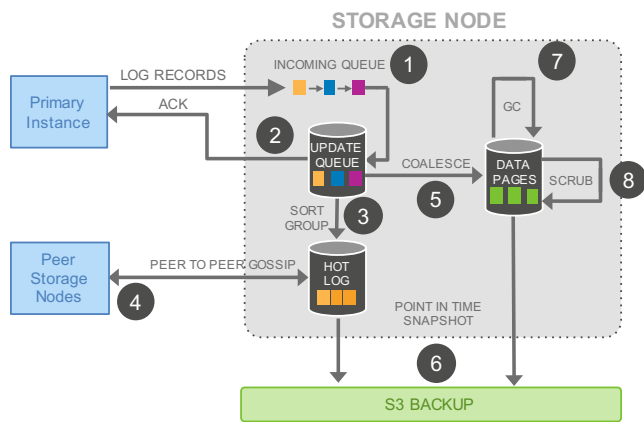 STORAGE NODE
INCOMING QUEUE
1
7
LOG RECORDS
Primary
Instance
ACK
2
GC
UPDATE
QUEUE
COALESCE
5
DATA
PAGES
SCRUB
8
SORT
GROUP
3
Peer
Storage
Nodes
PEER TO PEER GOSSIP
4
HOT
LOG
POINT IN TIME
SNAPSHOT
6
S3 BACKUP